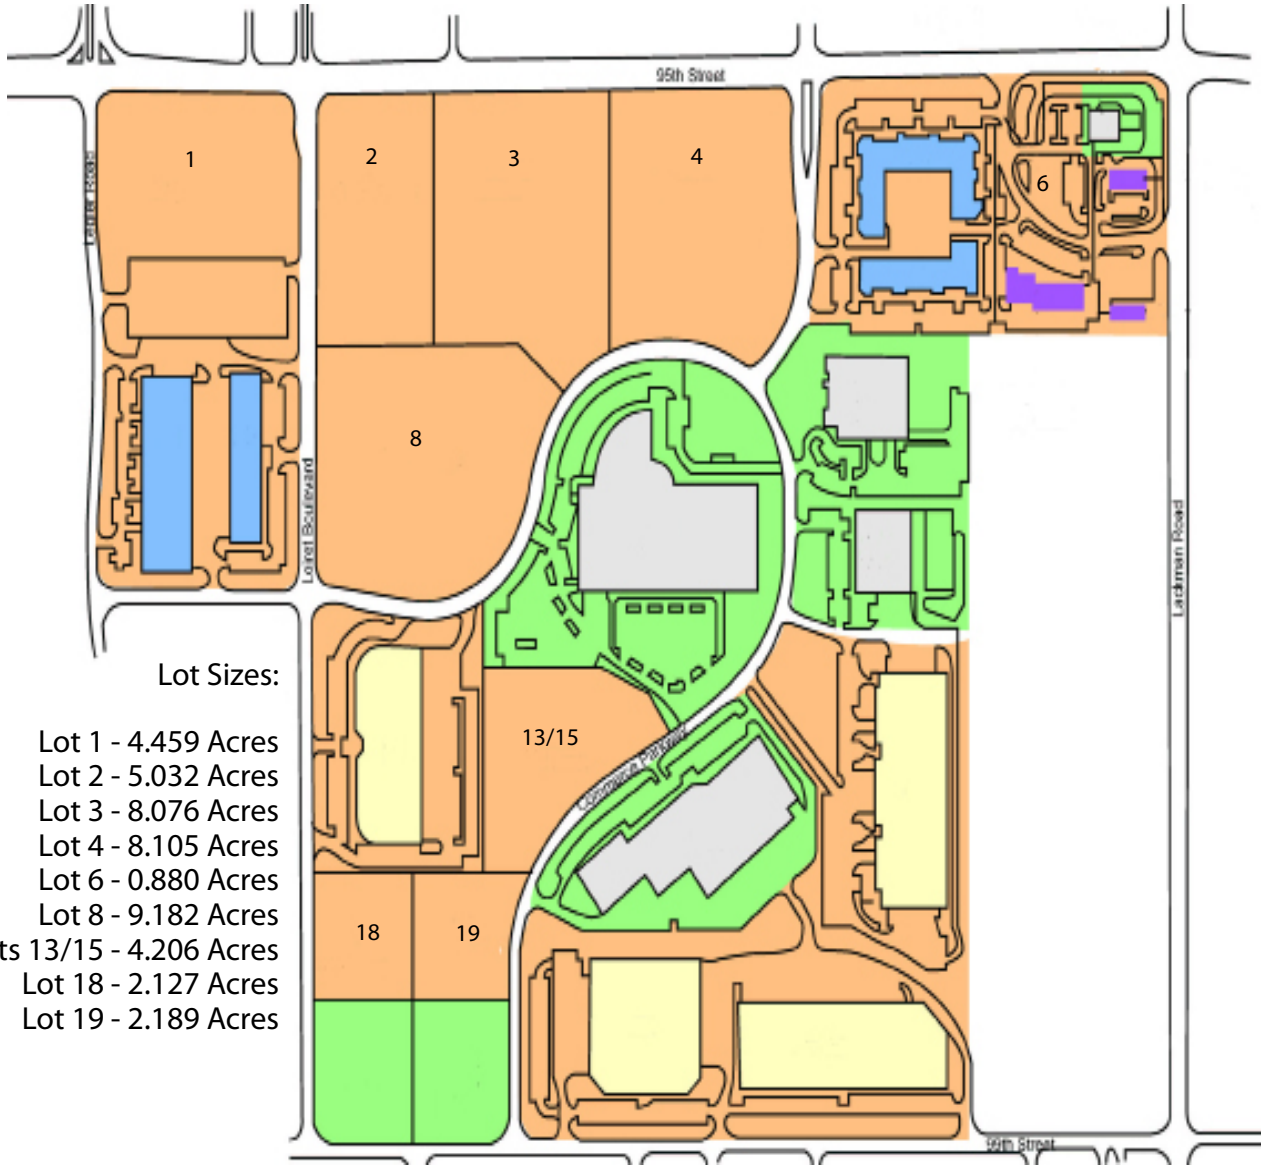 95th Street
1
2
3
4
6
Road
8
Loiret Boulevard
Lackman Road
Lot Sizes:
13/15
Commerce Parkway
Lot 1 - 4.459 Acres
Lot 2 - 5.032 Acres
Lot 3 - 8.076 Acres
Lot 4 - 8.105 Acres
Lot 6 - 0.880 Acres
Lot 8 - 9.182 Acres
ts 13/15 - 4.206 Acres
Lot 18 - 2.127 Acres
Lot 19 - 2.189 Acres
18
19
99th Street